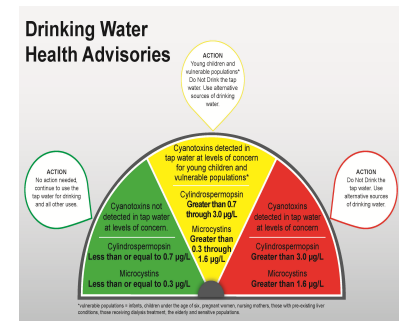 Drinking Water
Health Advisories
ACTION
Young children and
vulnerable populations*
Do Not Drink the tap
water. Use alternative
sources of drinking
water.
ACTION
No action needed,
continue to use the
tap water for drinking
and all other uses.
Cyanotoxins not
detected in tap water
at levels of concern.
Cylindrospermopsin
Less than or equal to 0.7 µg/L
Microcystins
Less than or equal to 0.3 µg/L
Cyanotoxins detected in
tap water at levels of concern
for young children and
vulnerable populations*
Cylindrospermopsin
Greater than 0.7
through 3.0 µg/L
Microcystins
Greater than
0.3 through
1.6 µg/L
Cyanotoxins
detected in tap water
at levels of concern
Cylindrospermopsin
Greater than 3.0 µg/L
Microcystins
Greater than 1.6 µg/L
ACTION
Do Not Drink the
tap water. Use
alternative sources
of drinking water.
*vulnerable populations = infants, children under the age of six, pregnant women, nursing mothers, those with pre-existing liver
conditions, those receiving dialysis treatment, the elderly and sensitive populations.